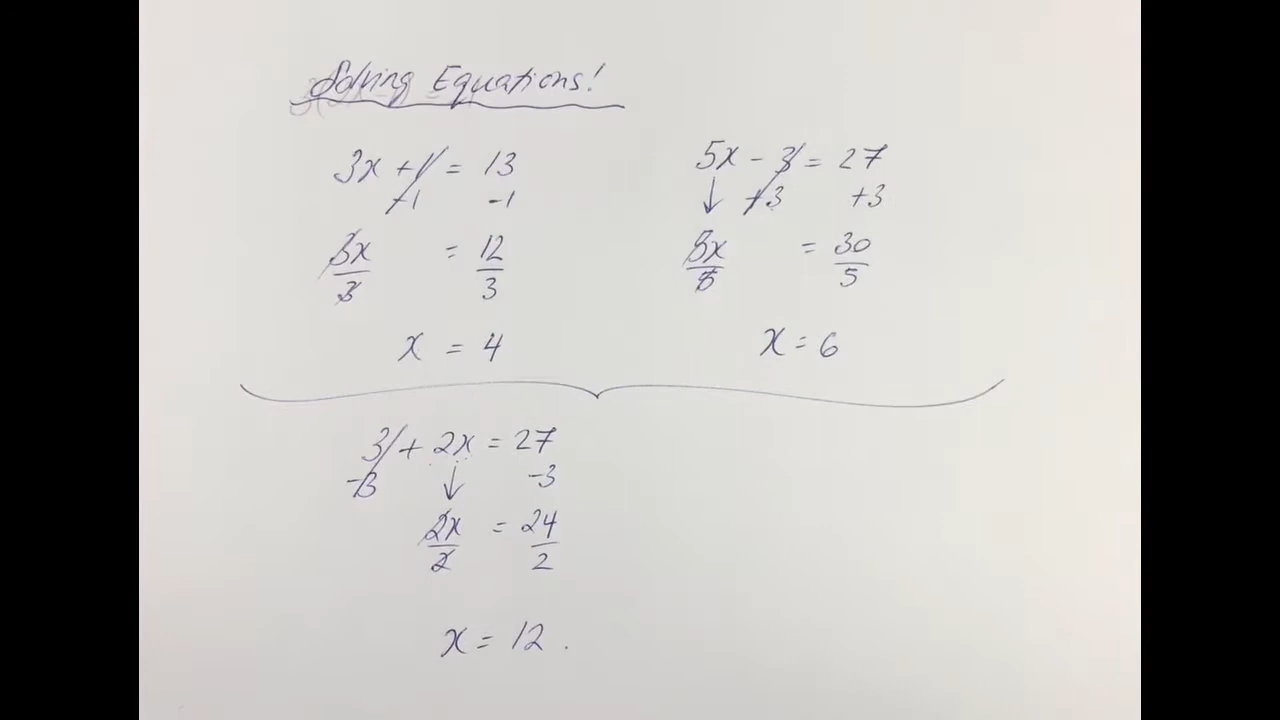 Solving Equations!
3x + 1 = 13
-1 -1
3x = 12
3 3
x = 4
5x - 3 = 27
+3 +3
5x = 30
5 5
x = 6
3 + 2x = 27
-3 -3
2x = 24
2 2
x = 12.